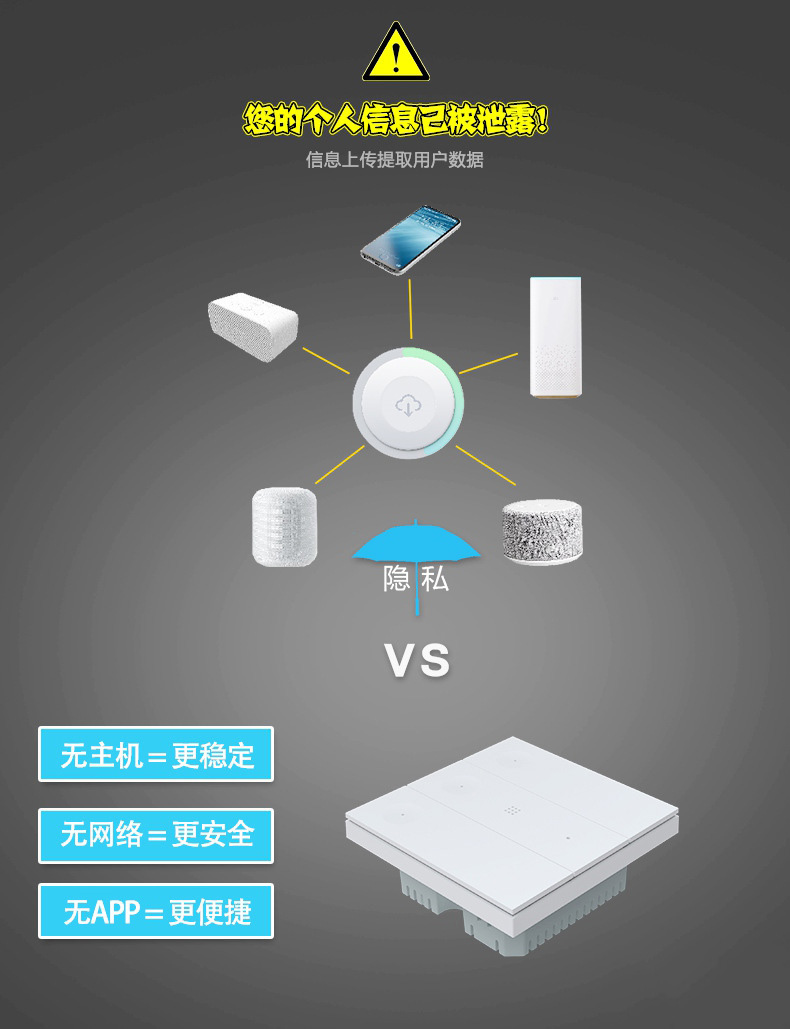 您的个人信息己被泄露!
信息上传提取用户数据
隐私
VS
无主机=更稳定
无网络=更安全
无APP=更便捷